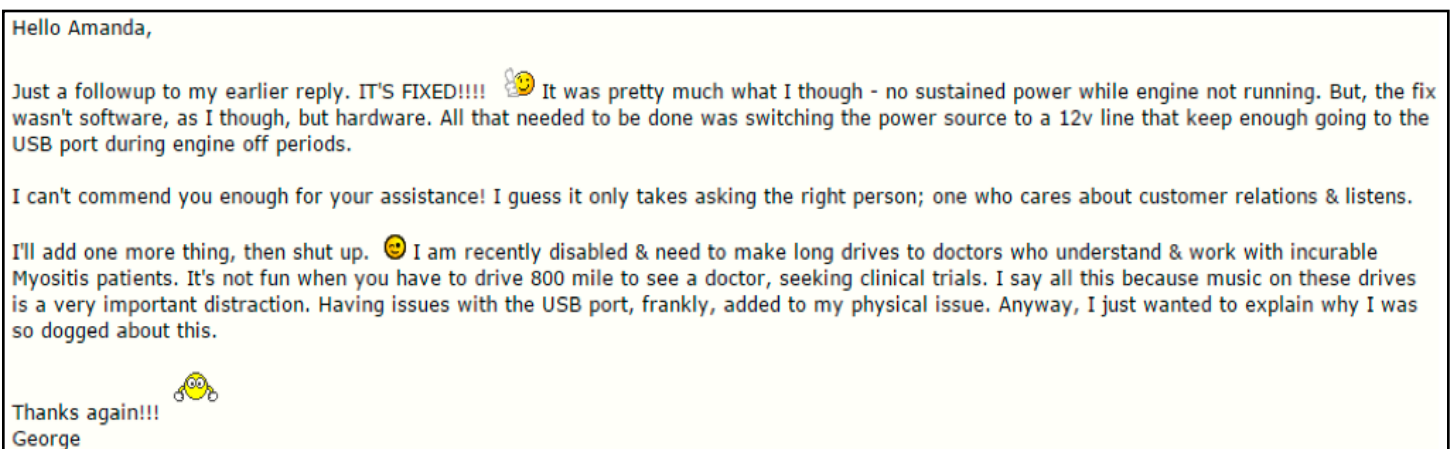 Hello Amanda,
Just a followup to my earlier reply. IT'S FIXED!!!! It was pretty much what I though - no sustained power while engine not running. But, the fix
wasn't software, as I though, but hardware. All that needed to be done was switching the power source to a 12v line that keep enough going to the
USB port during engine off periods.
I can't commend you enough for your assistance! I guess it only takes asking the right person; one who cares about customer relations & listens.
I'll add one more thing, then shut up. I am recently disabled & need to make long drives to doctors who understand & work with incurable
Myositis patients. It's not fun when you have to drive 800 mile to see a doctor, seeking clinical trials. I say all this because music on these drives
is a very important distraction. Having issues with the USB port, frankly, added to my physical issue. Anyway, I just wanted to explain why I was
so dogged about this.
Thanks again!!!
George